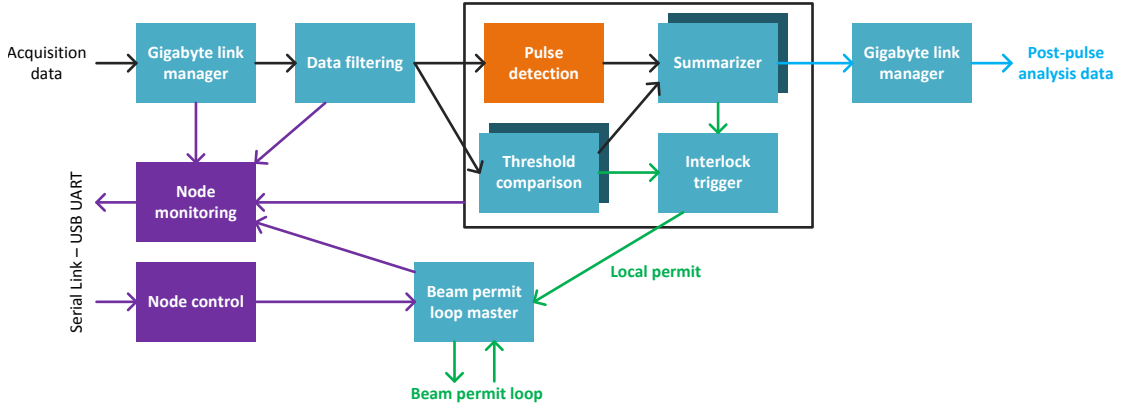 Acquisition
data
Gigabyte link
manager
Data filtering
Pulse
detection
Summarizer
Gigabyte link
manager
Post-pulse
analysis data
Threshold
comparison
Interlock
trigger
Node
monitoring
Serial Link – USB UART
Local permit
Node control
Beam permit
loop master
Beam permit loop